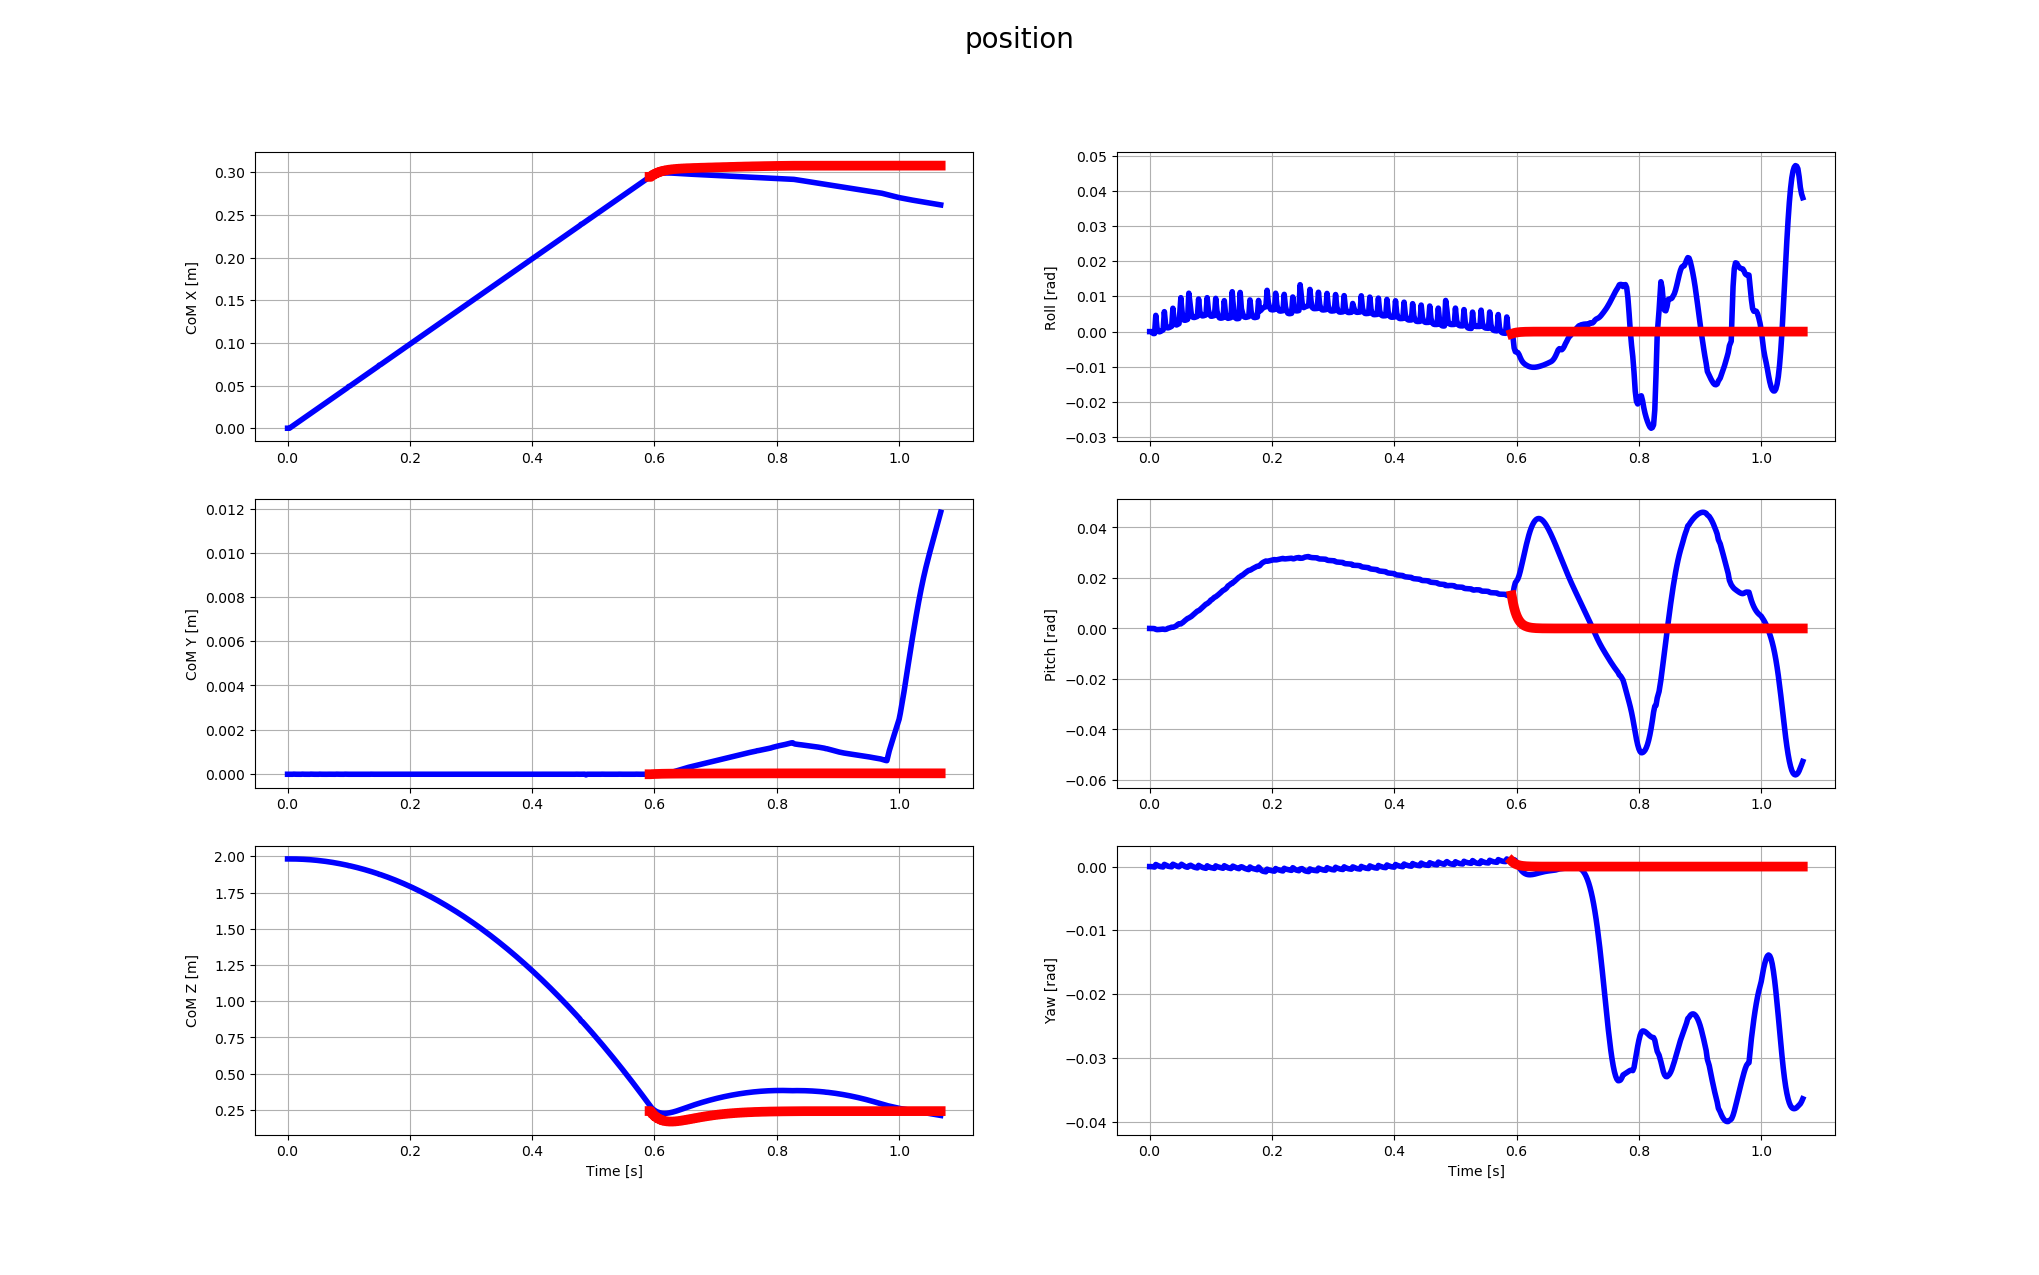 position
CoM X [m]
0.30
0.25
0.20
0.15
0.10
0.05
0.00
0.0 0.2 0.4 0.6 0.8 1.0
Roll [rad]
0.05
0.04
0.03
0.02
0.01
0.00
−0.01
−0.02
−0.03
0.0 0.2 0.4 0.6 0.8 1.0
CoM Y [m]
0.012
0.010
0.008
0.006
0.004
0.002
0.000
0.0 0.2 0.4 0.6 0.8 1.0
Pitch [rad]
0.04
0.02
0.00
−0.02
−0.04
−0.06
0.0 0.2 0.4 0.6 0.8 1.0
CoM Z [m]
2.00
1.75
1.50
1.25
1.00
0.75
0.50
0.25
0.0 0.2 0.4 0.6 0.8 1.0
Time [s]
Yaw [rad]
0.00
−0.01
−0.02
−0.03
−0.04
0.0 0.2 0.4 0.6 0.8 1.0
Time [s]